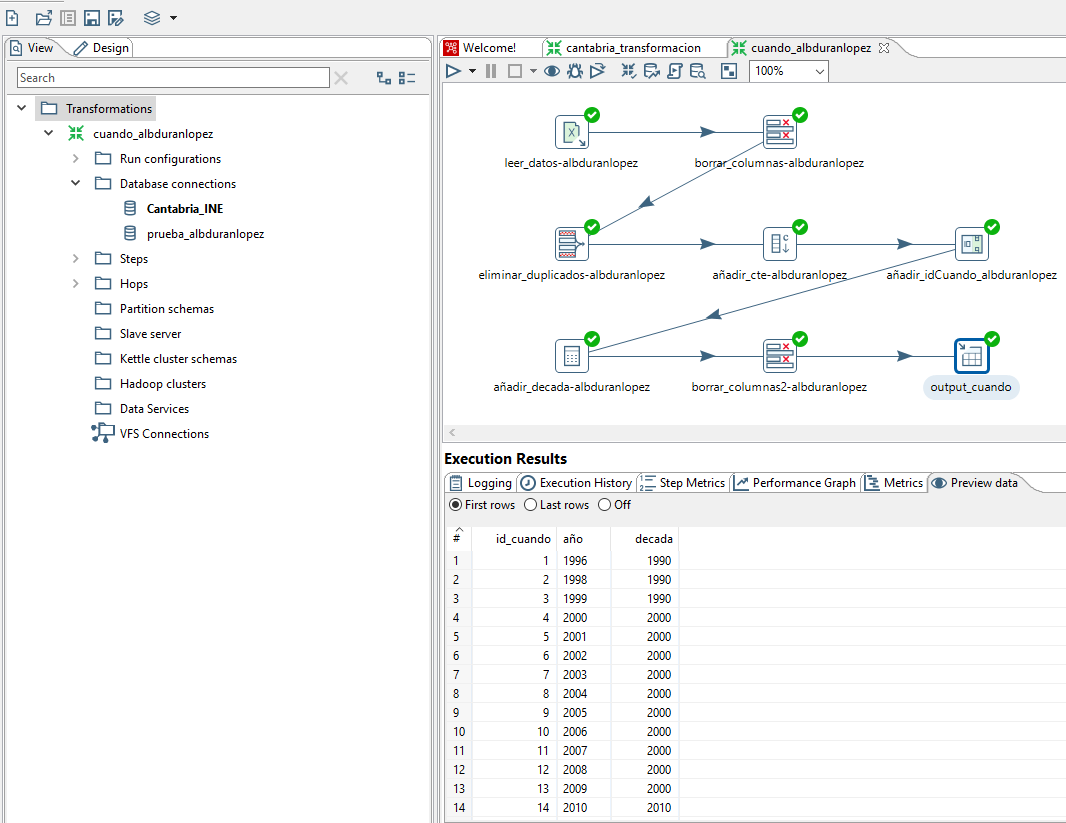 View
Design
Search
Transformations
cuando_albduranlopez
Run configurations
Database connections
Cantabria_INE
prueba_albduranlopez
Steps
Hops
Partition schemas
Slave server
Kettle cluster schemas
Hadoop clusters
Data Services
VFS Connections
Welcome!
cantabria_transformacion
cuando_albduranlopez
100%
leer_datos-albduranlopez
borrar_columnas-albduranlopez
eliminar_duplicados-albduranlopez
añadir_cte-albduranlopez
añadir_idCuando_albduranlopez
añadir_decada-albduranlopez
borrar_columnas2-albduranlopez
output_cuando
Execution Results
Logging
Execution History
Step Metrics
Performance Graph
Metrics
Preview data
First rows
Last rows
Off
# id_cuando año decada
1 1 1996 1990
2 2 1998 1990
3 3 1999 1990
4 4 2000 2000
5 5 2001 2000
6 6 2002 2000
7 7 2003 2000
8 8 2004 2000
9 9 2005 2000
10 10 2006 2000
11 11 2007 2000
12 12 2008 2000
13 13 2009 2000
14 14 2010 2010